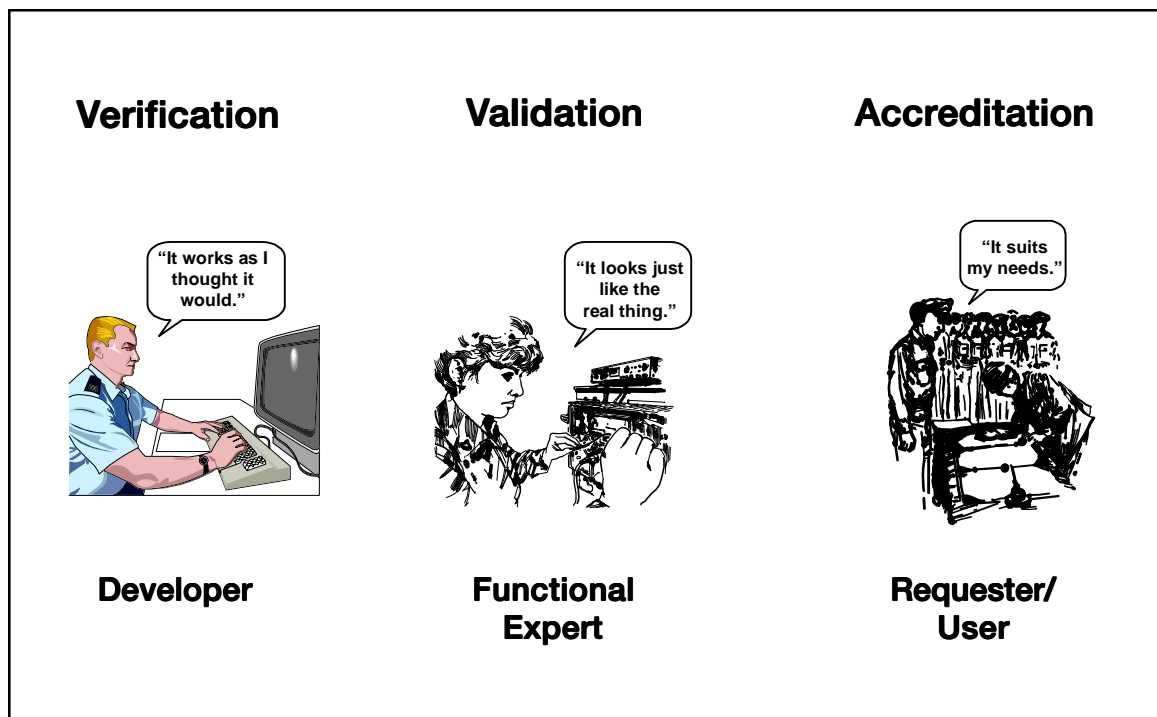 Verification
Validation
Accreditation
“It works as I
thought it
would.”
“It looks just
like the
real thing.”
“It suits
my needs.”
Developer
Functional
Expert
Requester/
User